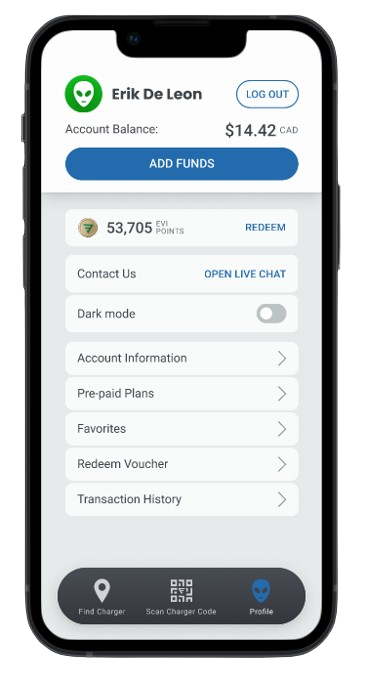 Erik De Leon
LOG OUT
Account Balance:
$14.42 CAD
ADD FUNDS
53,705 EVI POINTS
REDEEM
Contact Us
OPEN LIVE CHAT
Dark mode
Account Information
Pre-paid Plans
Favorites
Redeem Voucher
Transaction History
Find Charger
Scan Charger Code
Profile